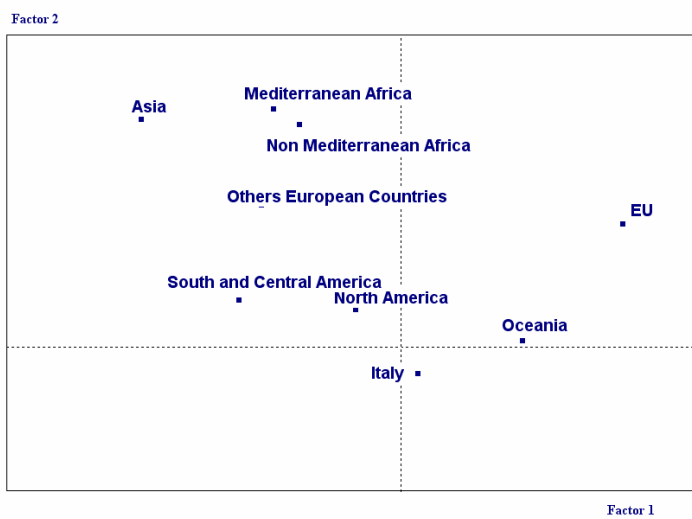 Factor 2
Mediterranean Africa
Asia
Non Mediterranean Africa
Others European Countries
EU
South and Central America
North America
Oceania
Italy
Factor 1